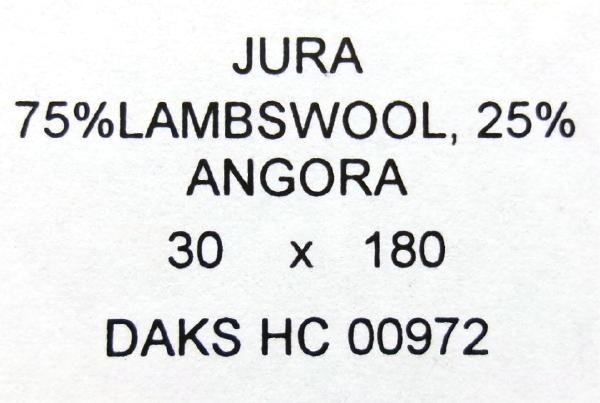 JURA
75%LAMBSWOOL, 25%
ANGORA
30 x 180
DAKS HC 00972